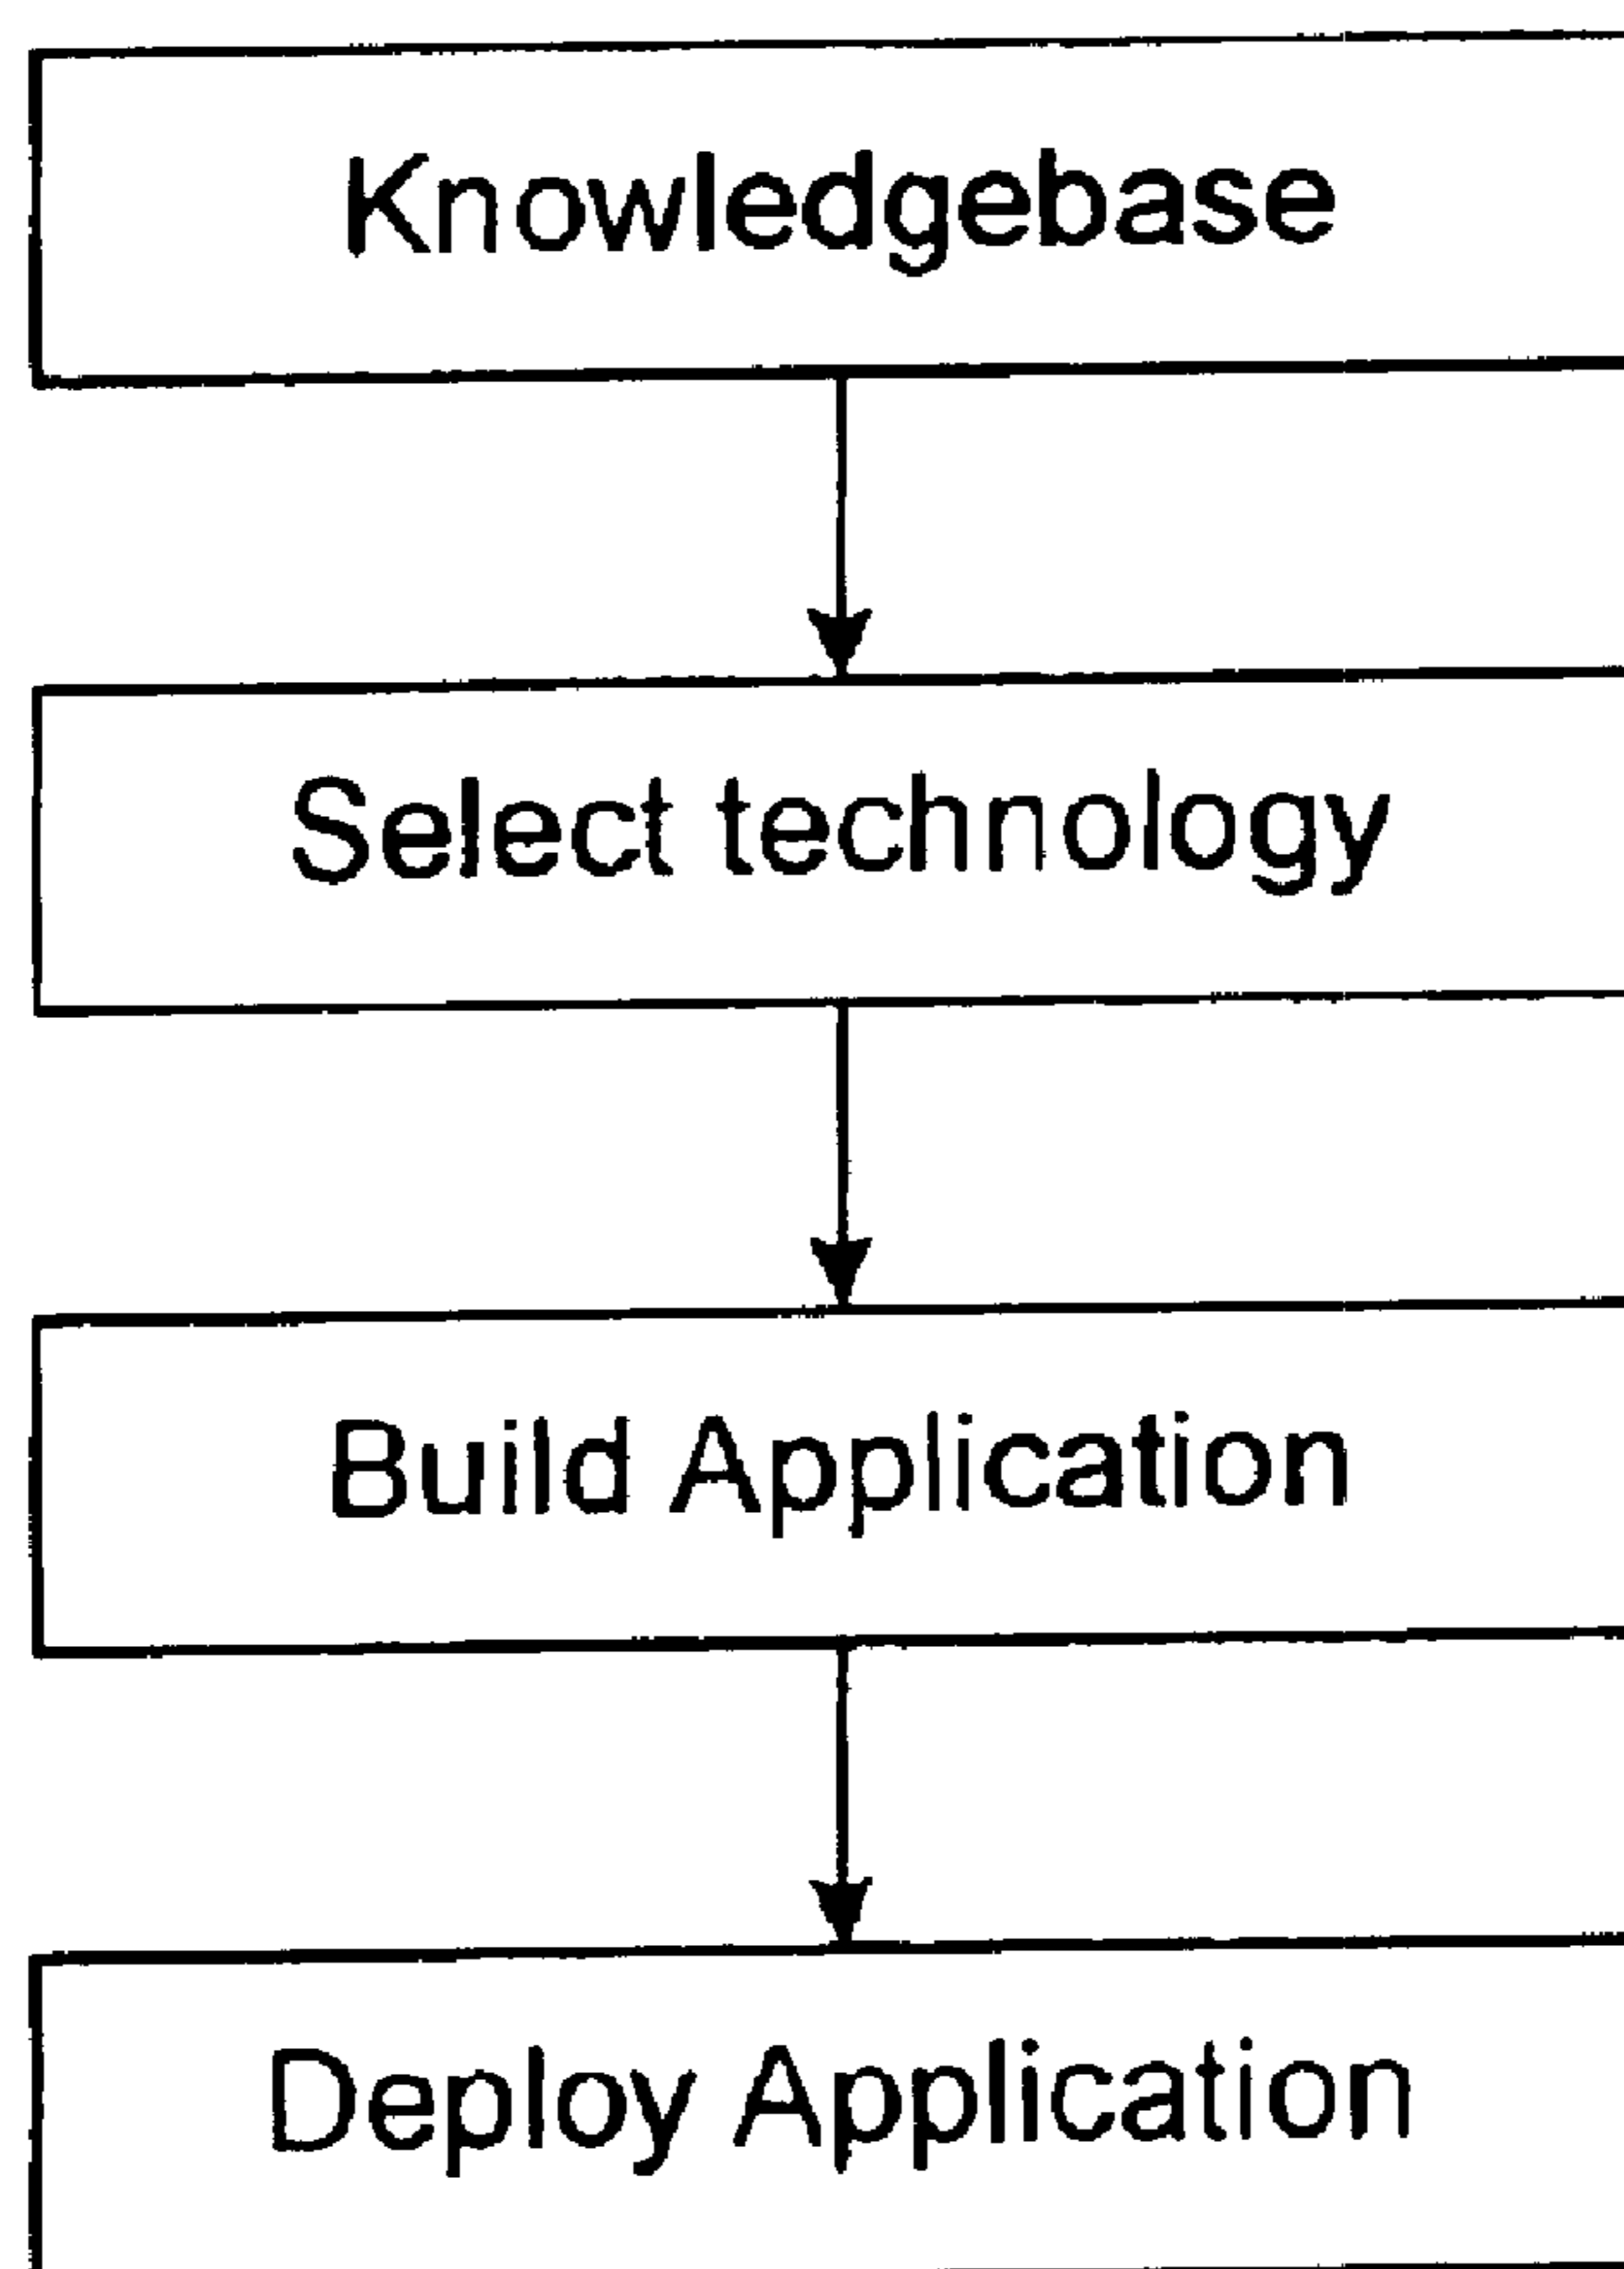 Knowledgebase
Select technology
Build Application
Deploy Application